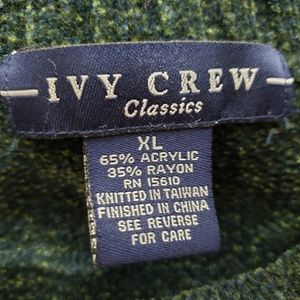 IVY CREW
Classics
XL
65% ACRYLIC
35% RAYON
RN 15610
KNITTED IN TAIWAN
FINISHED IN CHINA
SEE REVERSE
FOR CARE